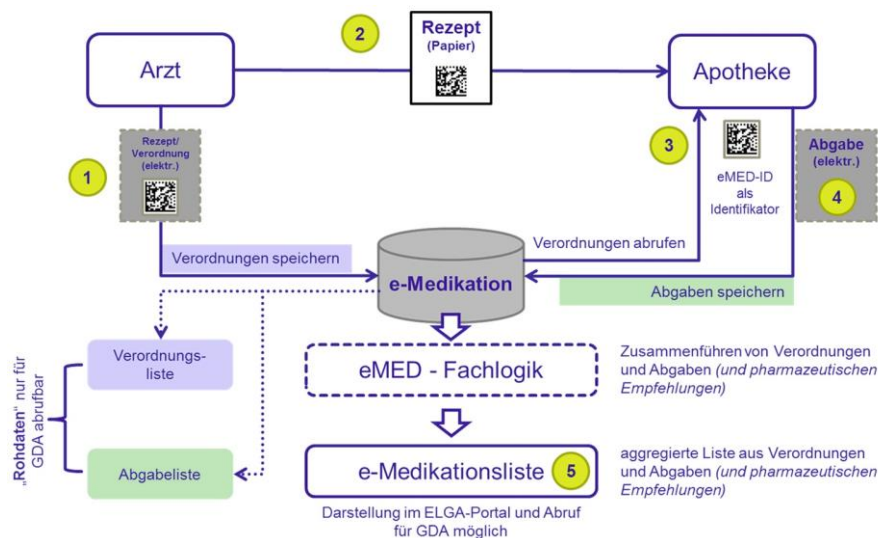 2
Rezept
(Papier)
Arzt
Apotheke
Rezept/
Verordnung
(elektr.)
1
3
eMED-ID
als
Identifikator
Abgabe
(elektr.)
4
Verordnungen speichern
Verordnungen abrufen
e-Medikation
Abgaben speichern
„Rohdaten“ nur für
GDA abrufbar
Verordnungs-
liste
Abgabeliste
eMED - Fachlogik
Zusammenführen von Verordnungen
und Abgaben (und pharmazeutischen
Empfehlungen)
e-Medikationsliste
5
aggregierte Liste aus Verordnungen
und Abgaben (und pharmazeutischen
Empfehlungen)
Darstellung im ELGA-Portal und Abruf
für GDA möglich